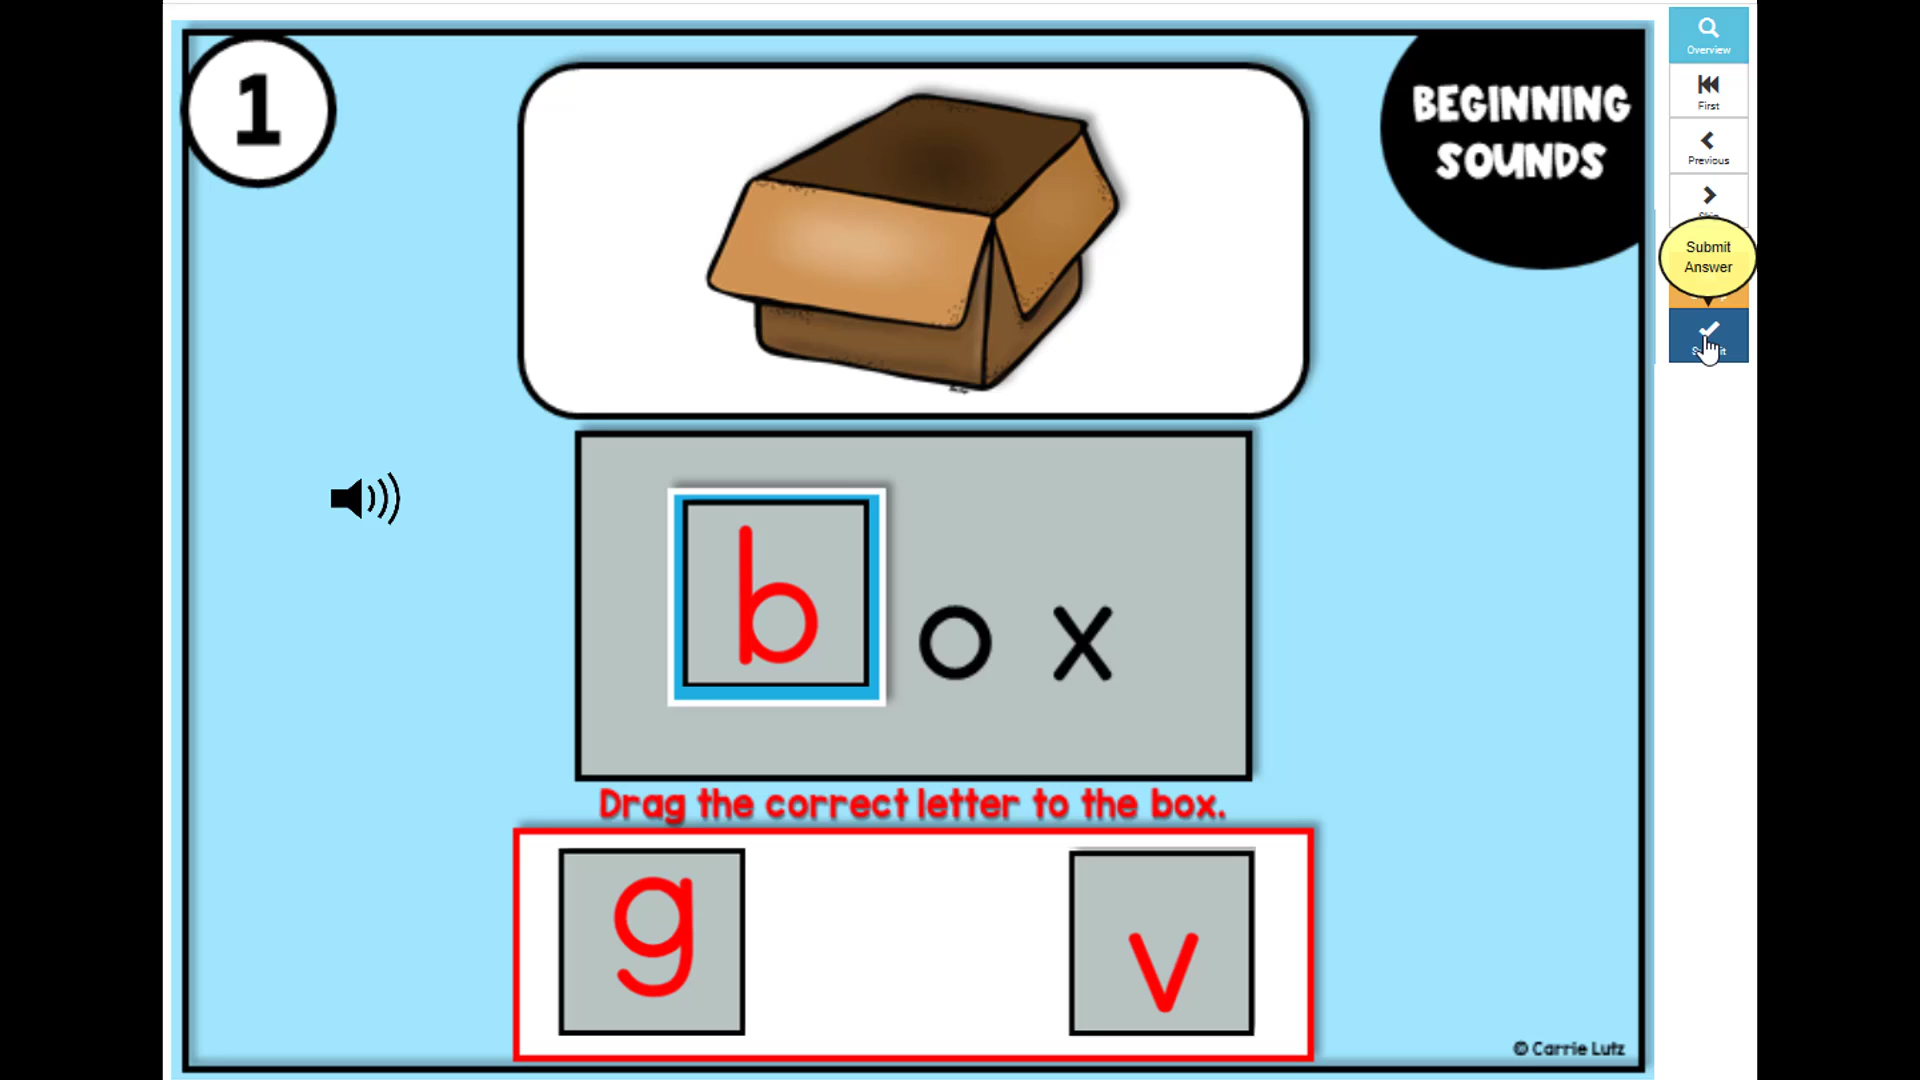 1
BEGINNING
SOUNDS
Overview
First
Previous
Submit
Answer
b o x
Drag the correct letter to the box.
g v
© Carrie Lutz